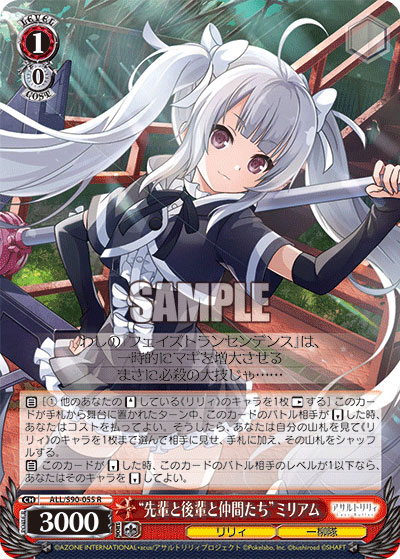 LEVEL
1
0
COST
SAMPLE
『わしの『フェイズトランセンデンス』は、
一時的にマギを増大させる
まさに必殺の大技じゃ……
【自】［① 他のあなたの【スタンド】している《リリィ》のキャラを1枚【レスト】する］ このカー
ドが手札から舞台に置かれたターン中、このカードのバトル相手が【リバース】した時、
あなたはコストを払ってよい。そうしたら、あなたは自分の山札を見て《リ
リィ》のキャラを1枚まで選んで相手に見せ、手札に加え、その山札をシャッフ
ルする。
【自】 このカードが【リバース】した時、このカードのバトル相手のレベルが1以下なら、
あなたはそのキャラを【リバース】してよい。
CH
ALL/S90-055 R
3000
"先輩と後輩と仲間たち"ミリアム
アサルトリリィ
リリィ
一柳隊
©AZONE INTERNATIONAL・acus/アサルトリリィプロジェクト ©Pokelabo, Inc. ©bushiroad ©SHAFT